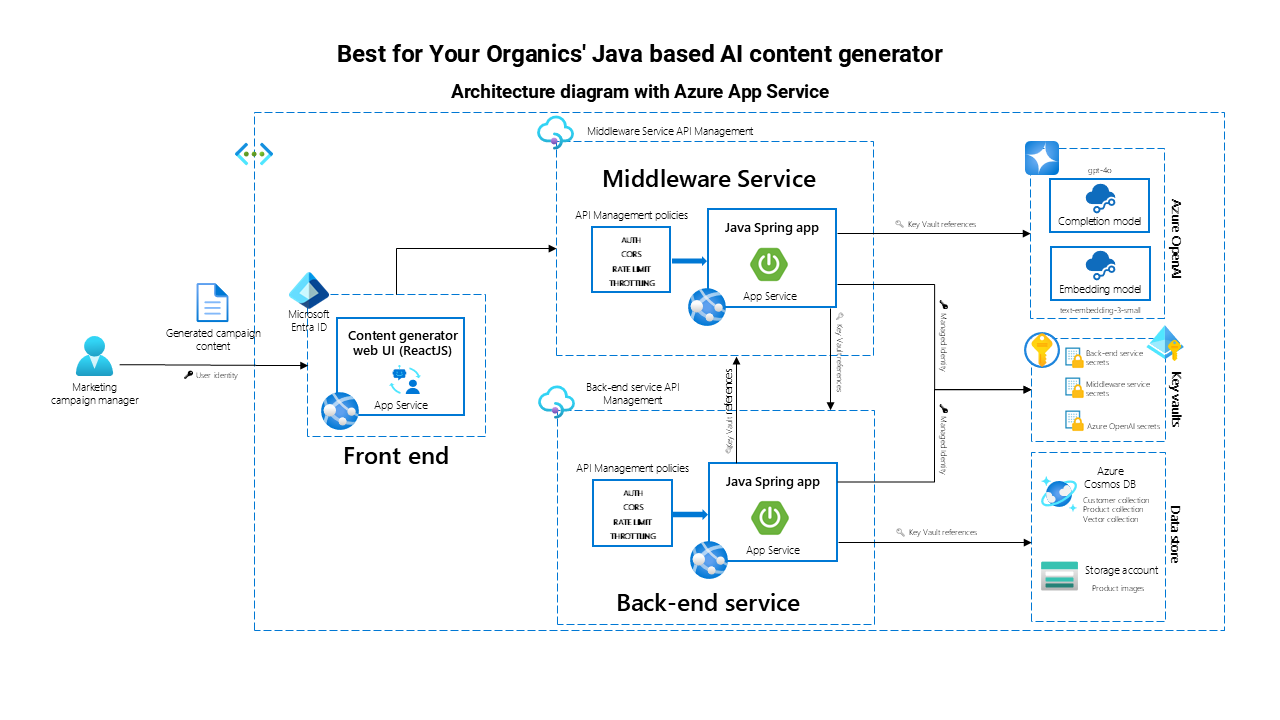 Best for Your Organics' Java based AI content generator
Architecture diagram with Azure App Service
Middleware Service API Management
Middleware Service
API Management policies
AUTH
CORS
RATE LIMIT
THROTTLING
Java Spring app
App Service
Key Vault references
gpt-4o
Completion model
Embedding model
text-embedding-3-small
Azure OpenAI
Microsoft
Entra ID
Generated campaign
content
Marketing
campaign manager
User identity
Content generator
web UI (ReactJS)
App Service
Front end
Key Vault references
Managed identity
Back-end service
secrets
Middleware service
secrets
Azure OpenAI secrets
Key vaults
Back-end service API
Management
Key Vault references
Managed identity
API Management policies
AUTH
CORS
RATE LIMIT
THROTTLING
Java Spring app
App Service
Back-end service
Key Vault references
Azure
Cosmos DB
Customer collection
Product collection
Vector collection
Storage account
Product images
Data store